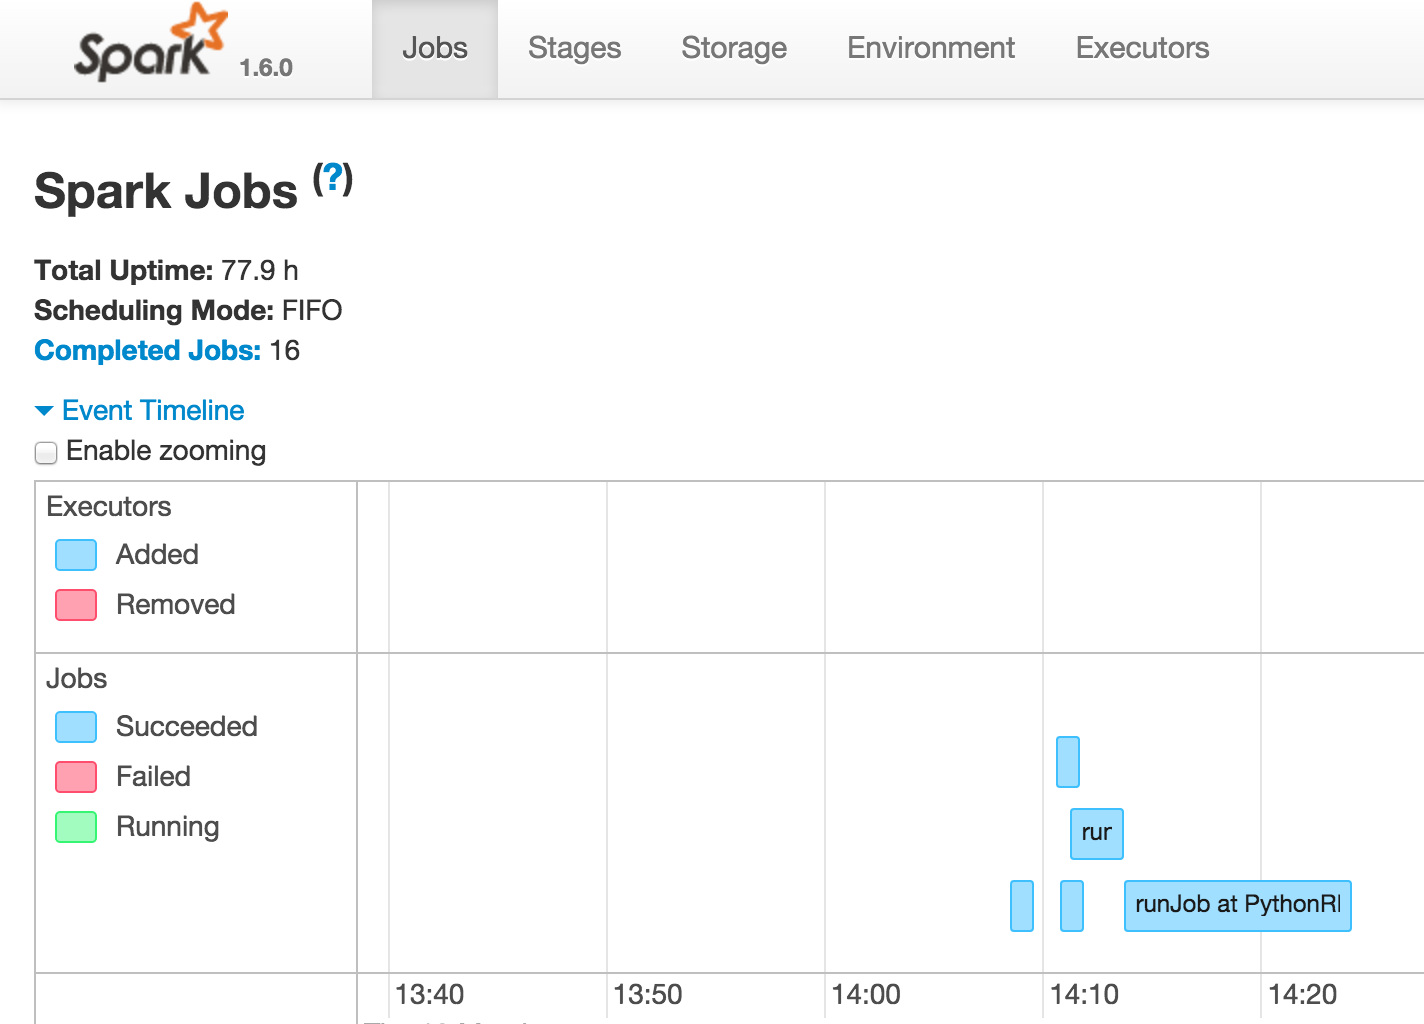 Spark 1.6.0
Jobs Stages Storage Environment Executors
Spark Jobs (?)
Total Uptime: 77.9 h
Scheduling Mode: FIFO
Completed Jobs: 16
Event Timeline
Enable zooming
Executors
Added
Removed
Jobs
Succeeded
Failed
Running
rur
runJob at PythonR
13:40 13:50 14:00 14:10 14:20